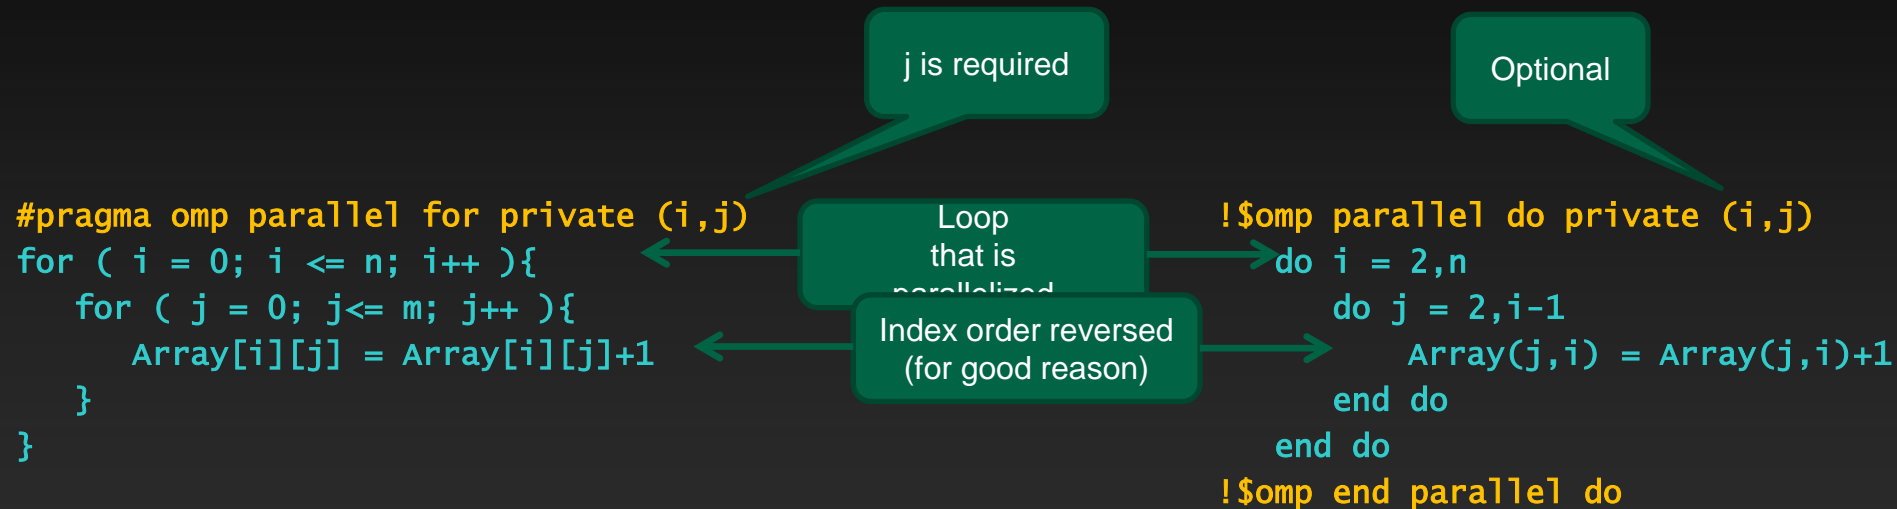 j is required
Optional
#pragma omp parallel for private (i,j)
for ( i = 0; i <= n; i++ ){
for ( j = 0; j<= m; j++ ){
Array[i][j] = Array[i][j]+1
}
}
Loop
that is
parallelized
Index order reversed
(for good reason)
!$omp parallel do private (i,j)
do i = 2,n
do j = 2,i-1
Array(j,i) = Array(j,i)+1
end do
end do
!$omp end parallel do